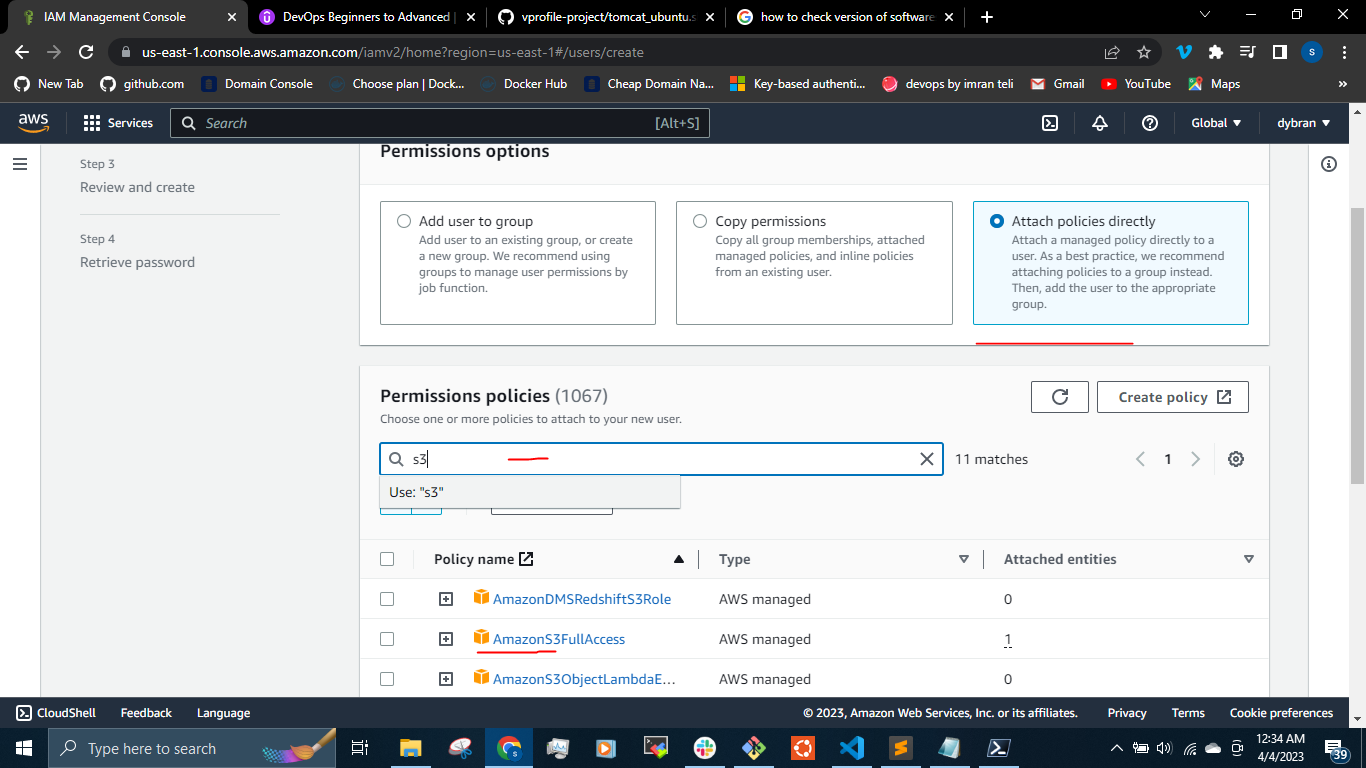 IAM Management Console
DevOps Beginners to Advanced |
vprofile-project/tomcat_ubuntu.s
how to check version of software
us-east-1.console.aws.amazon.com/iamv2/home?region=us-east-1#/users/create
s
New Tab
github.com
Domain Console
Choose plan | Dock...
Docker Hub
Cheap Domain Na...
Key-based authenti...
devops by imran teli
Gmail
YouTube
Maps
»
aws
Services
Search
[Alt+S]
Global
dybran
Step 3
Review and create
Step 4
Retrieve password
Permissions options
Add user to group
Add user to an existing group, or create
a new group. We recommend using
groups to manage user permissions by
job function.
Copy permissions
Copy all group memberships, attached
managed policies, and inline policies
from an existing user.
Attach policies directly
Attach a managed policy directly to a
user. As a best practice, we recommend
attaching policies to a group instead.
Then, add the user to the appropriate
group.
Permissions policies (1067)
Choose one or more policies to attach to your new user.
Create policy
s3
11 matches
1
Use: "s3"
Policy name
Type
Attached entities
AmazonDMSRedshiftS3Role
AWS managed
0
AmazonS3FullAccess
AWS managed
1
AmazonS3ObjectLambdaE...
AWS managed
0
CloudShell
Feedback
Language
© 2023, Amazon Web Services, Inc. or its affiliates.
Privacy
Terms
Cookie preferences
Type here to search
12:34 AM
4/4/2023
39